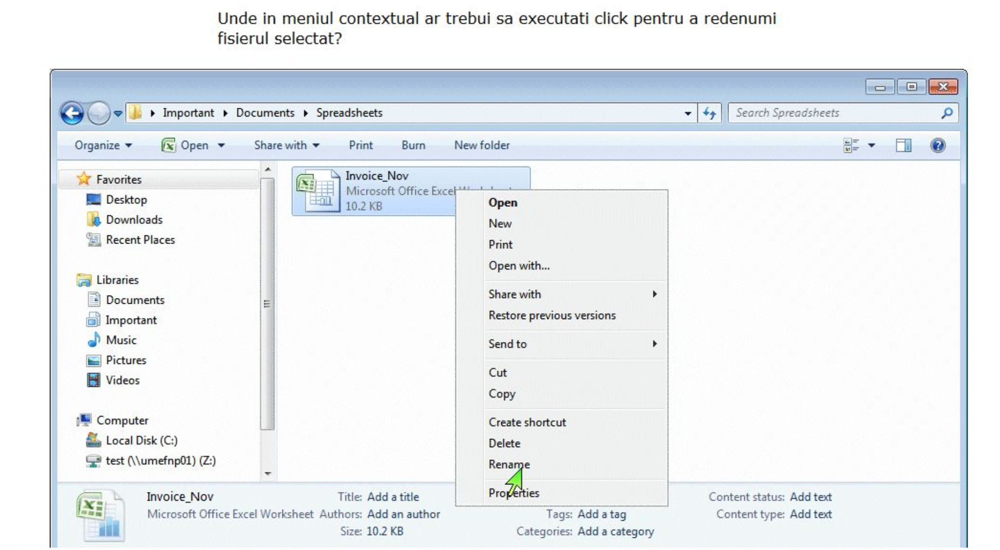 Unde in meniul contextual ar trebui sa executati click pentru a redenumi
fisierul selectat?
Important Documents Spreadsheets
Search Spreadsheets
Organize
Open
Share with
Print
Burn
New folder
Favorites
Desktop
Downloads
Recent Places
Libraries
Documents
Important
Music
Pictures
Videos
Computer
Local Disk (C:)
test (\\umefnp01) (Z:)
Invoice_Nov
Microsoft Office Excel
10.2 KB
Open
New
Print
Open with...
Share with
Restore previous versions
Send to
Cut
Copy
Create shortcut
Delete
Rename
Properties
Invoice_Nov
Microsoft Office Excel Worksheet
Title: Add a title
Authors: Add an author
Size: 10.2 KB
Tags: Add a tag
Categories: Add a category
Content status: Add text
Content type: Add text